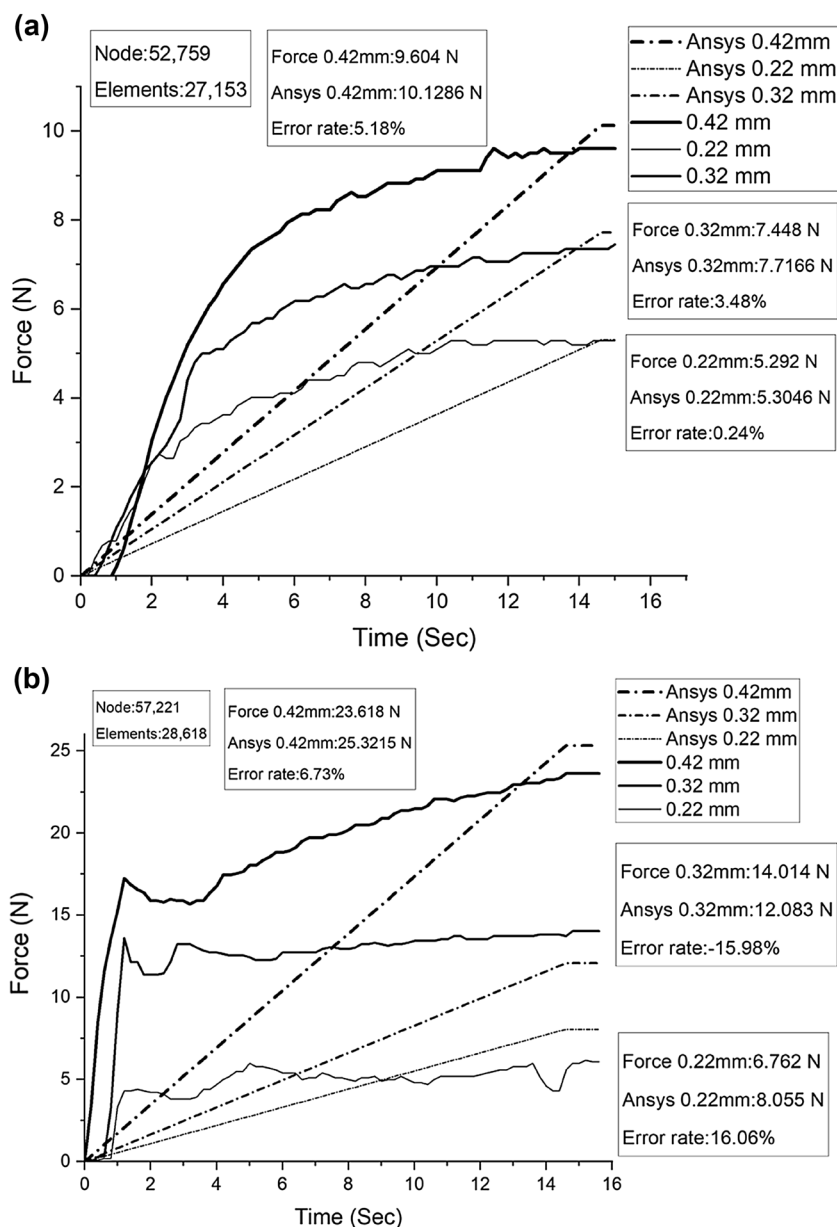 (a)
Node:52,759
Elements:27,153
Force 0.42mm:9.604 N
Ansys 0.42mm:10.1286 N
Error rate:5.18%
Ansys 0.42mm
Ansys 0.22 mm
Ansys 0.32 mm
0.42 mm
0.22 mm
0.32 mm
Force 0.32mm:7.448 N
Ansys 0.32mm:7.7166 N
Error rate:3.48%
Force 0.22mm:5.292 N
Ansys 0.22mm:5.3046 N
Error rate:0.24%
Force (N)
10
8
6
4
2
0
0 2 4 6 8 10 12 14 16
Time (Sec)
(b)
Node:57,221
Elements:28,618
Force 0.42mm:23.618 N
Ansys 0.42mm:25.3215 N
Error rate:6.73%
Ansys 0.42mm
Ansys 0.32 mm
Ansys 0.22 mm
0.42 mm
0.32 mm
0.22 mm
Force 0.32mm:14.014 N
Ansys 0.32mm:12.083 N
Error rate:-15.98%
Force 0.22mm:6.762 N
Ansys 0.22mm:8.055 N
Error rate:16.06%
Force (N)
25
20
15
10
5
0
0 2 4 6 8 10 12 14 16
Time (Sec)